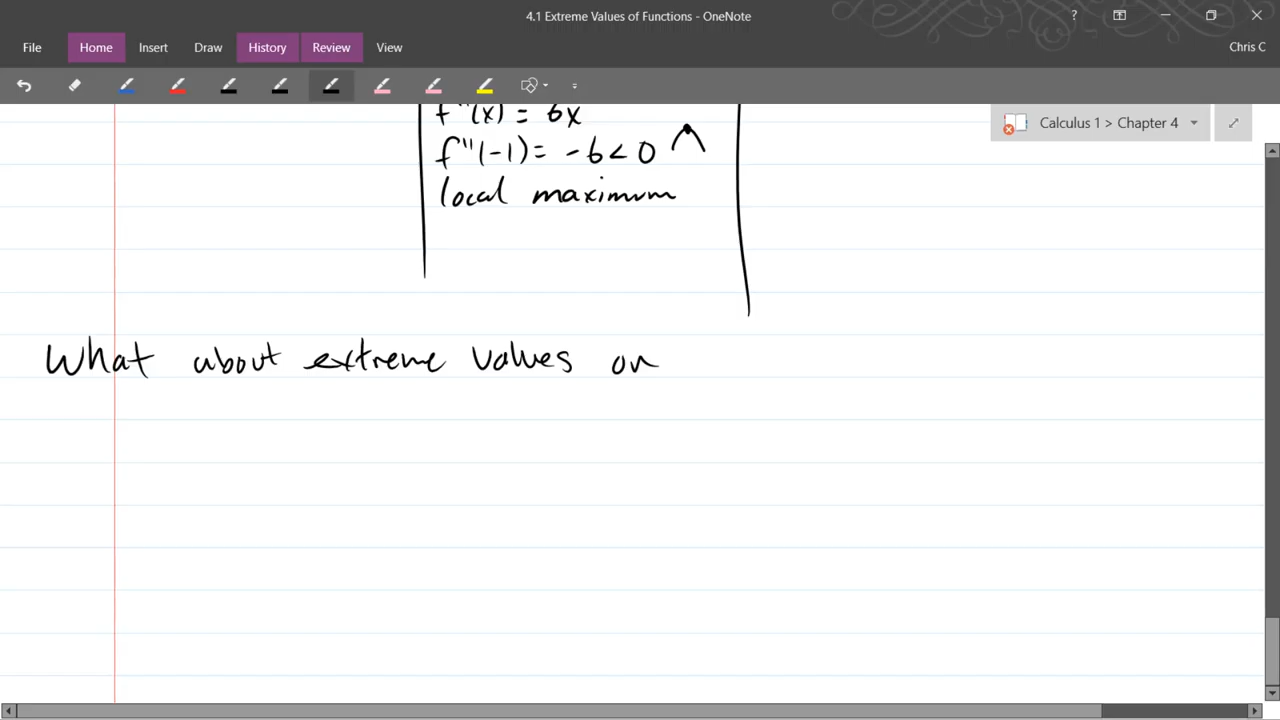 4.1 Extreme Values of Functions - OneNote
File Home Insert Draw History Review View
Chris C
Calculus 1 > Chapter 4
f"(x) = 6x
f"(-1) = -6 < 0
local maximum
What about extreme values on